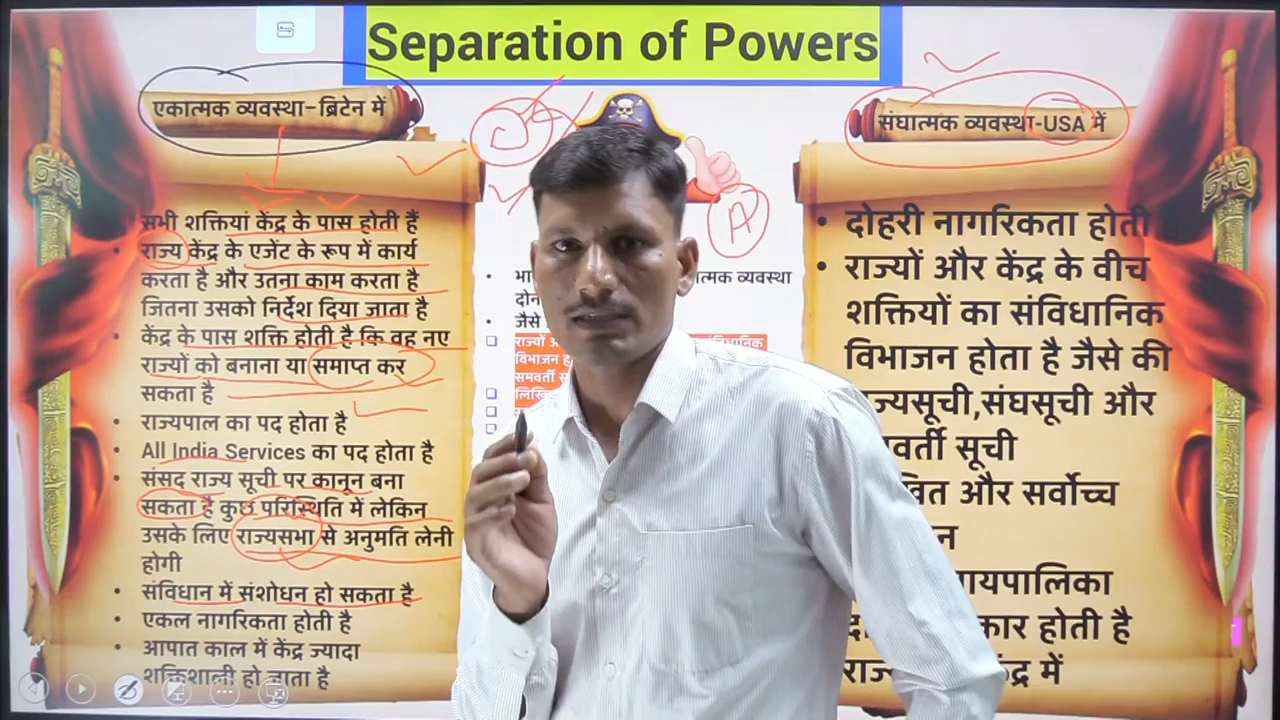 Separation of Powers
एकात्मक व्यवस्था-ब्रिटेन में
सभी शक्तियां केंद्र के पास होती हैं
राज्य केंद्र के एजेंट के रूप में कार्य
करता है और उतना काम करता है
जितना उसको निर्देश दिया जाता है
केंद्र के पास शक्ति होती है कि वह नए
राज्यों को बनाना या समाप्त कर
सकता है
राज्यपाल का पद होता है
All India Services का पद होता है
संसद राज्य सूची पर कानून बना
सकता है कुछ परिस्थिति में लेकिन
उसके लिए राज्यसभा से अनुमति लेनी
होगी
संविधान में संशोधन हो सकता है
एकल नागरिकता होती है
आपात काल में केंद्र ज्यादा
शक्तिशाली हो जाता है
A
व्यवस्था
जैसे
विभाजन
संघात्मक व्यवस्था-USA में
दोहरी नागरिकता होती
राज्यों और केंद्र के वीच
शक्तियों का संविधानिक
विभाजन होता है जैसे की
,संघसूची और
सूची
और सर्वोच्च
होती है
में